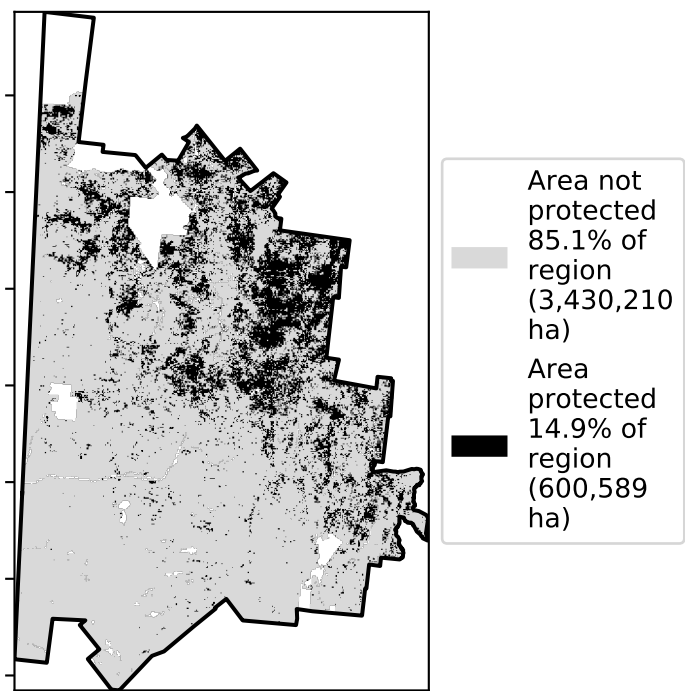 Area not
protected
85.1% of
region
(3,430,210
ha)
Area
protected
14.9% of
region
(600,589
ha)